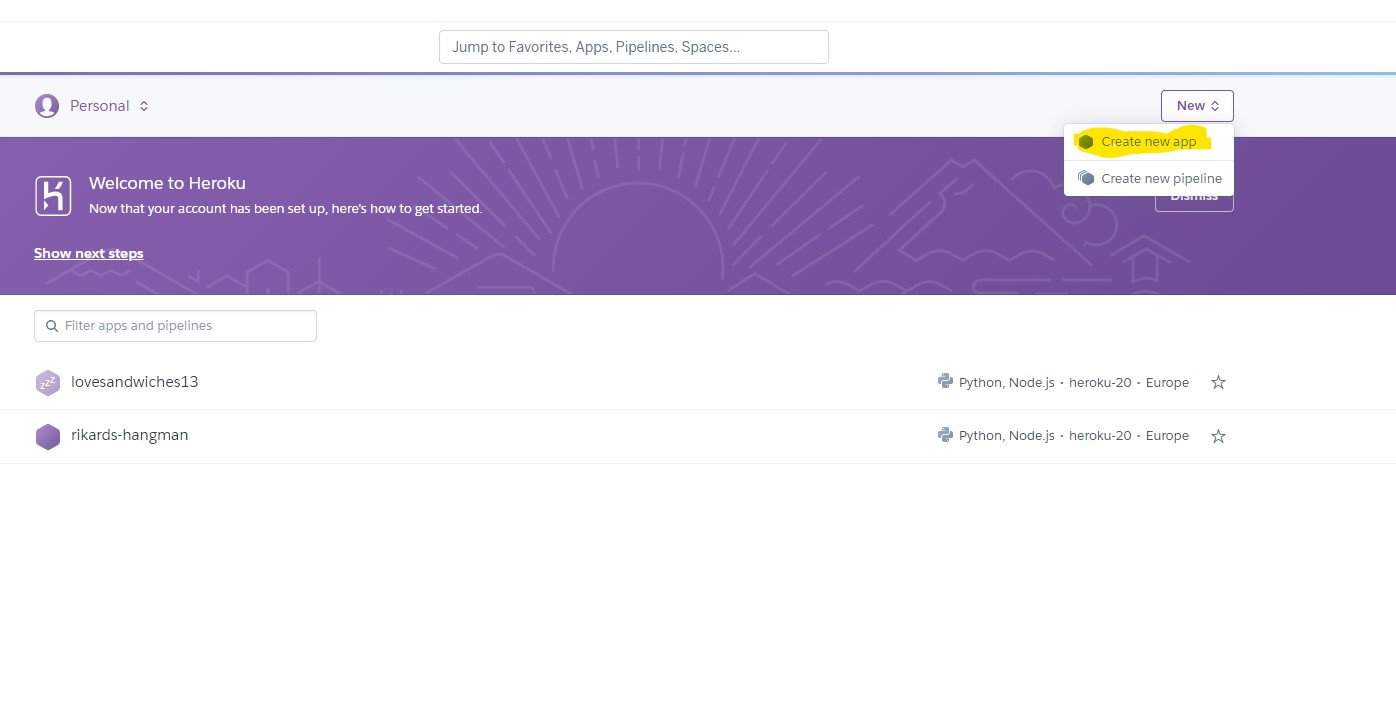 Jump to Favorites, Apps, Pipelines, Spaces...
Personal
New
Create new app
Create new pipeline
Dismiss
Welcome to Heroku
Now that your account has been set up, here's how to get started.
Show next steps
Filter apps and pipelines
lovesandwiches13
Python, Node.js · heroku-20 · Europe
rikards-hangman
Python, Node.js · heroku-20 · Europe